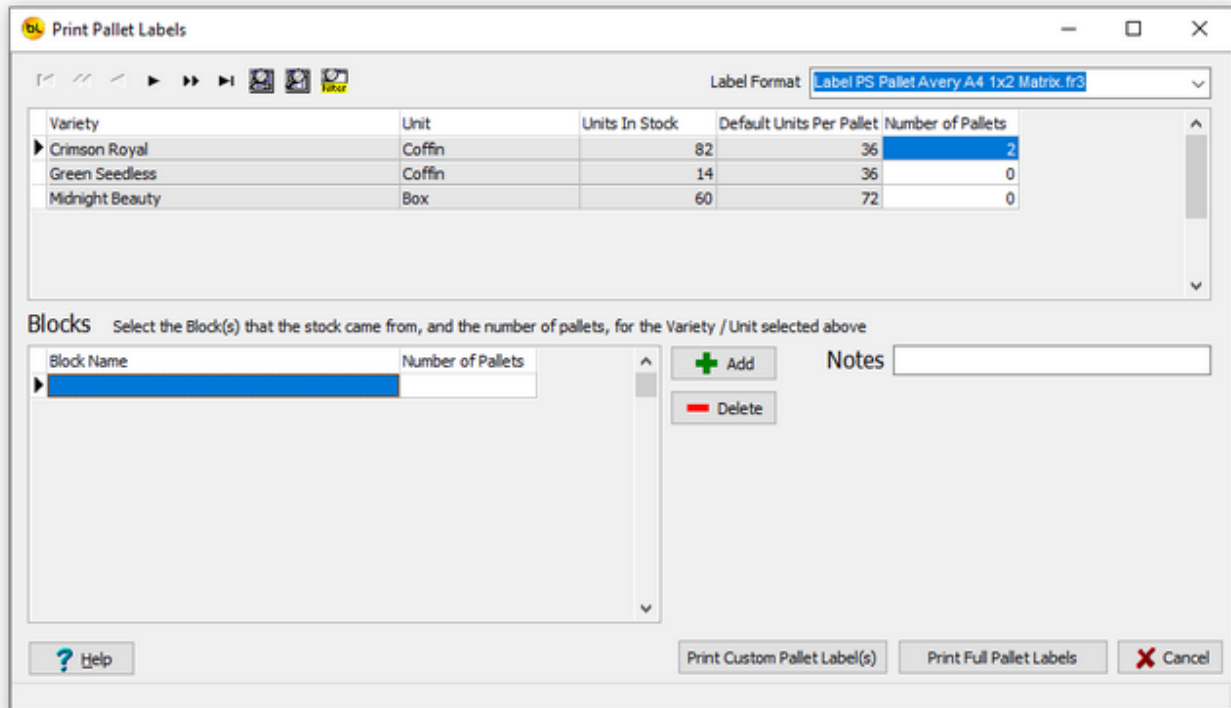 bL Print Pallet Labels
Filter Label Format Label PS Pallet Avery A4 1x2 Matrix.fr3
Variety Unit Units In Stock Default Units Per Pallet Number of Pallets
Crimson Royal Coffin 82 36 2
Green Seedless Coffin 14 36 0
Midnight Beauty Box 60 72 0
Blocks Select the Block(s) that the stock came from, and the number of pallets, for the Variety / Unit selected above
Block Name Number of Pallets
Add Notes
Delete
? Help Print Custom Pallet Label(s) Print Full Pallet Labels Cancel